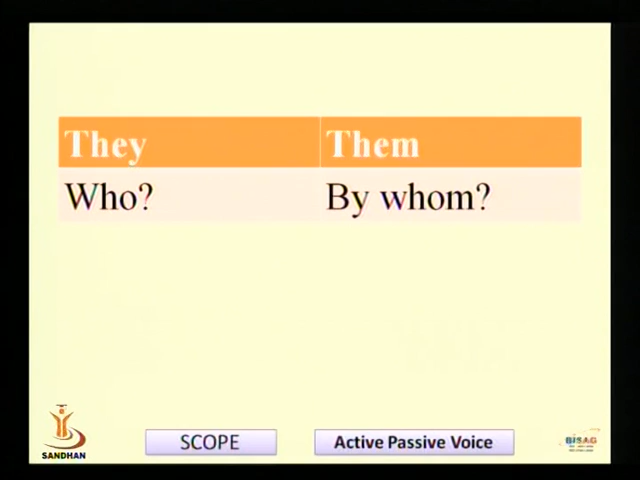 They Them
Who? By whom?
SANDHAN
SCOPE
Active Passive Voice
BISAG